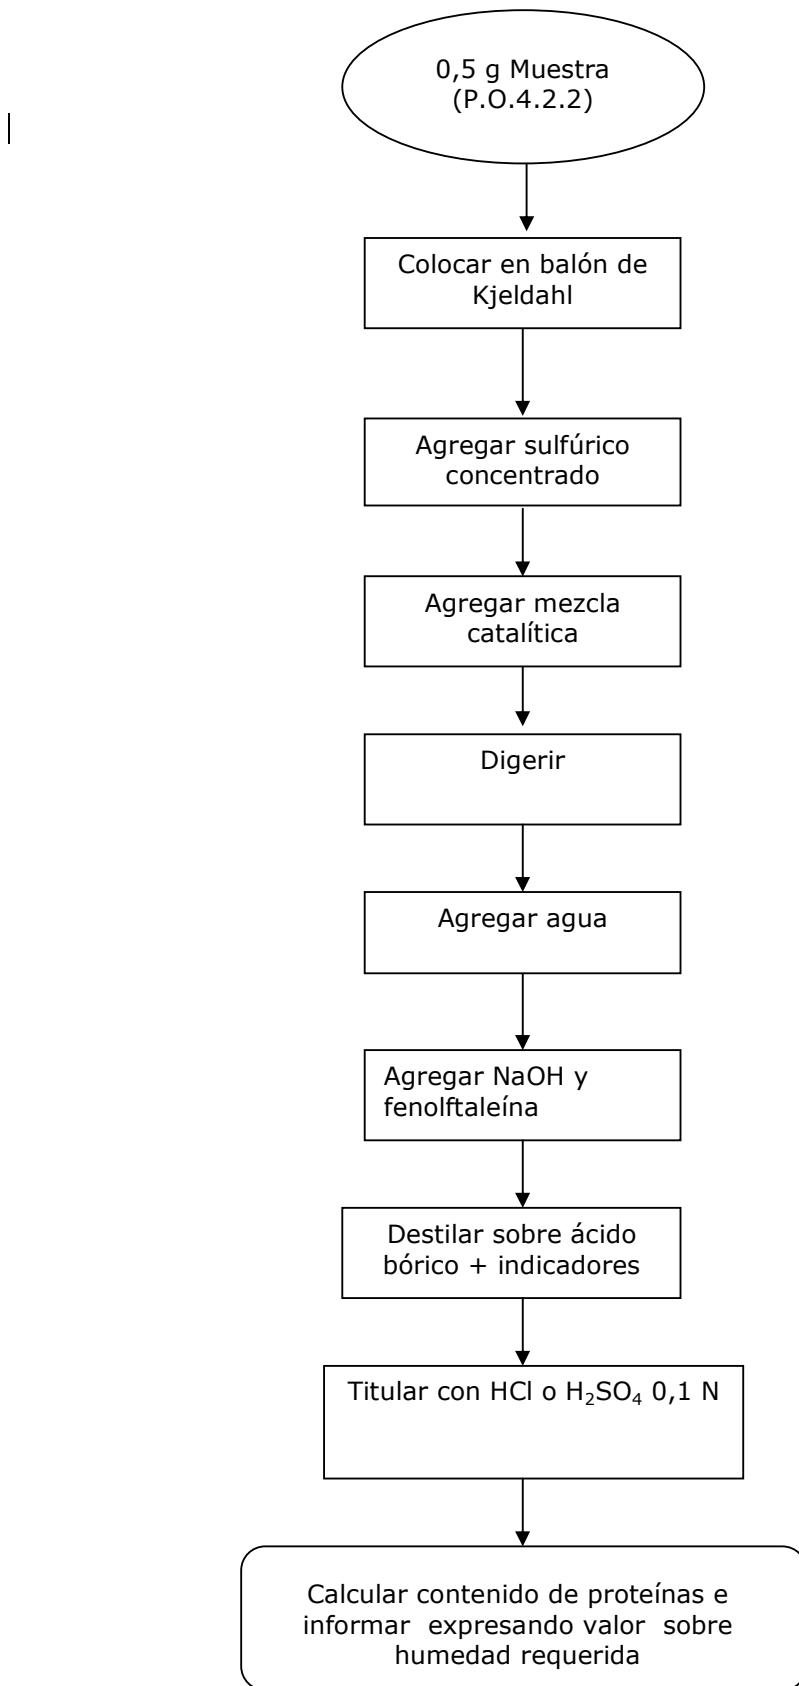 0,5 g Muestra
(P.O.4.2.2)
Colocar en balón de
Kjeldahl
Agregar sulfúrico
concentrado
Agregar mezcla
catalítica
Digerir
Agregar agua
Agregar NaOH y
fenolftaleína
Destilar sobre ácido
bórico + indicadores
Titular con HCl o H₂SO₄ 0,1 N
Calcular contenido de proteínas e
informar expresando valor sobre
humedad requerida